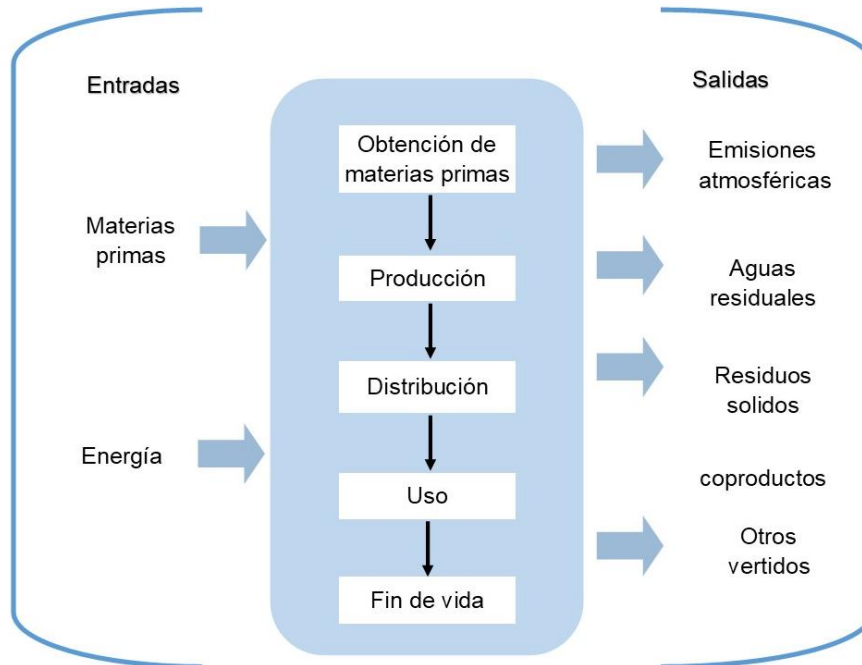 Entradas
Materias
primas
Energía
Obtención de
materias primas
Producción
Distribución
Uso
Fin de vida
Salidas
Emisiones
atmosféricas
Aguas
residuales
Residuos
solidos
coproductos
Otros
vertidos